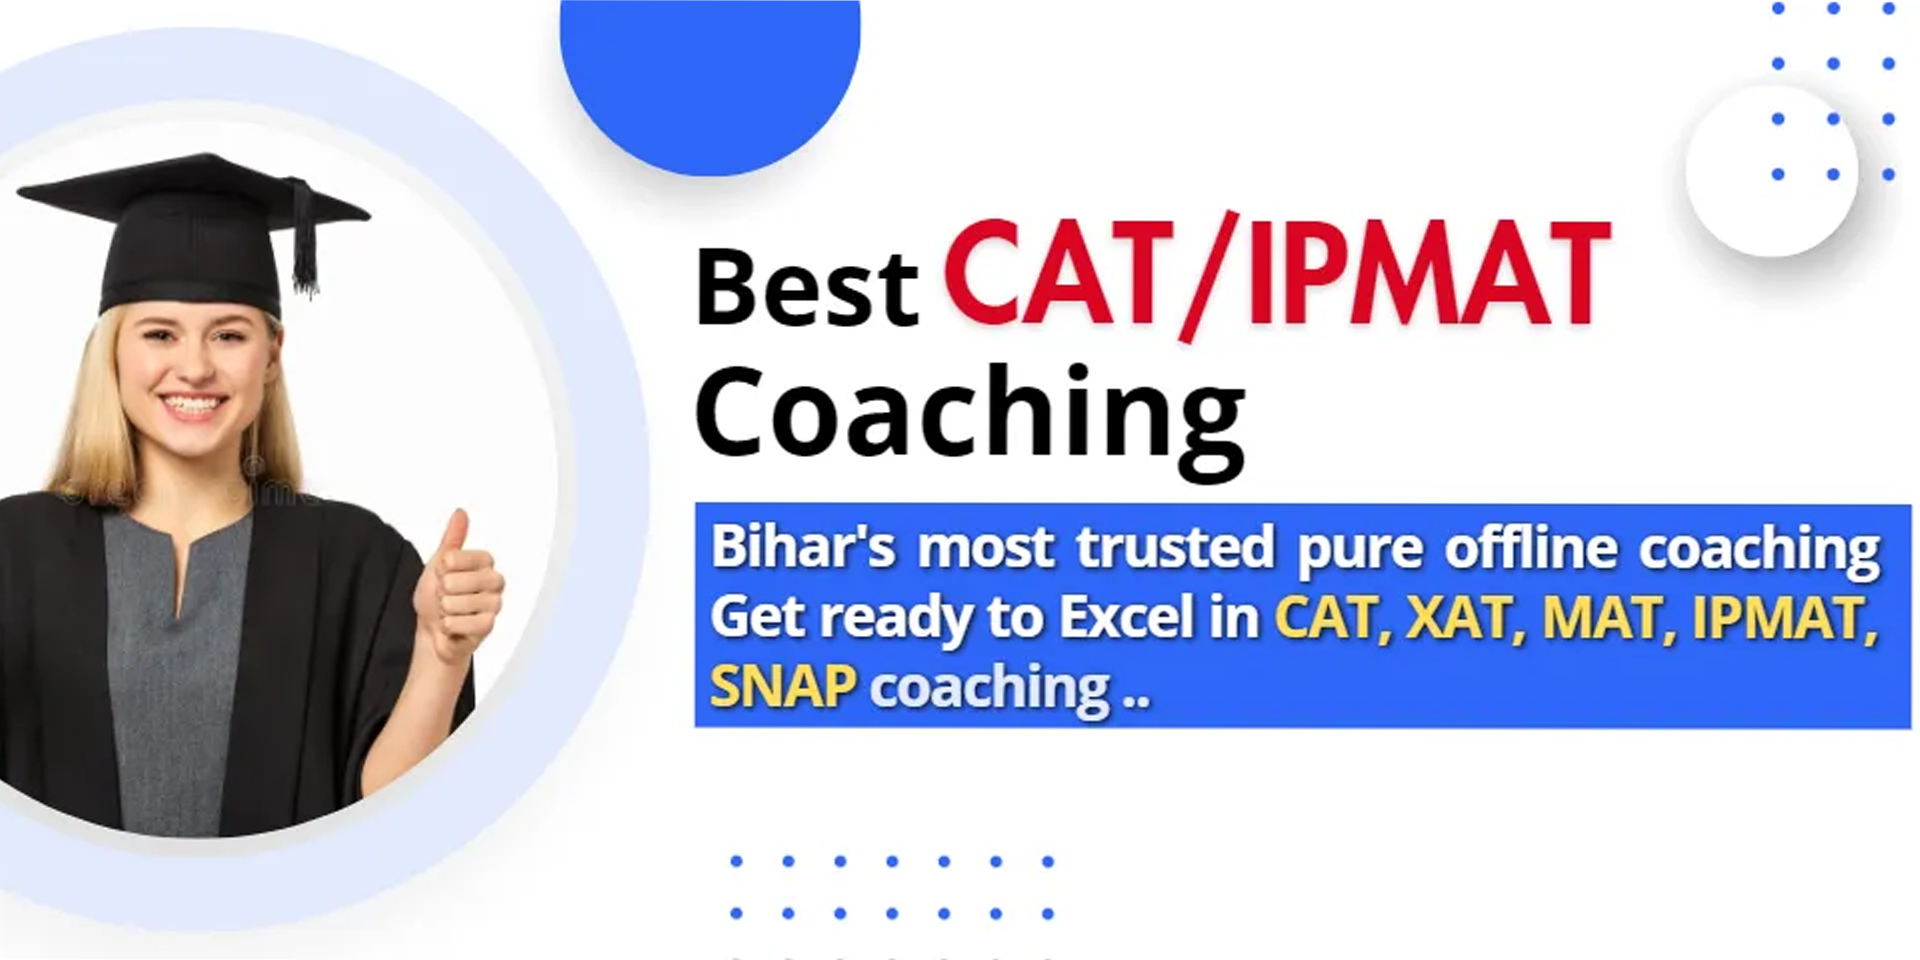 Best CAT/IPMAT
Coaching
Bihar's most trusted pure offline coaching
Get ready to Excel in CAT, XAT, MAT, IPMAT,
SNAP coaching ..